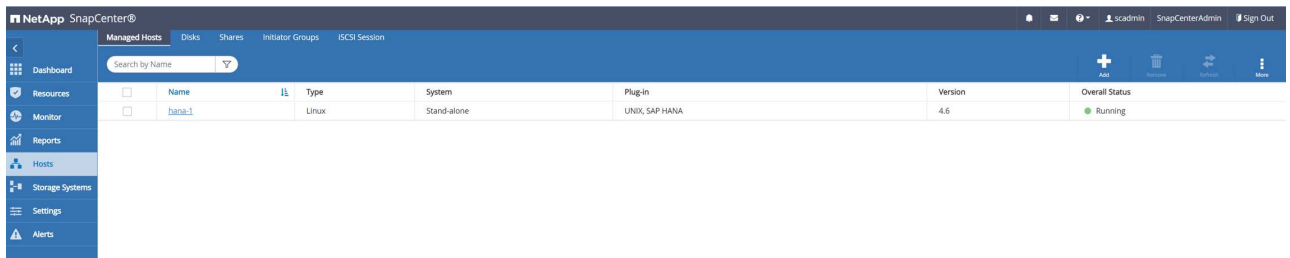 NetApp SnapCenter® scadmin SnapCenterAdmin Sign Out
Managed Hosts Disks Shares Initiator Groups iSCSI Session
Search by Name
Add Remove Refresh More
Dashboard
Resources
Monitor
Reports
Hosts
Storage Systems
Settings
Alerts
Name Type System Plug-in Version Overall Status
hana-1 Linux Stand-alone UNIX, SAP HANA 4.6 Running